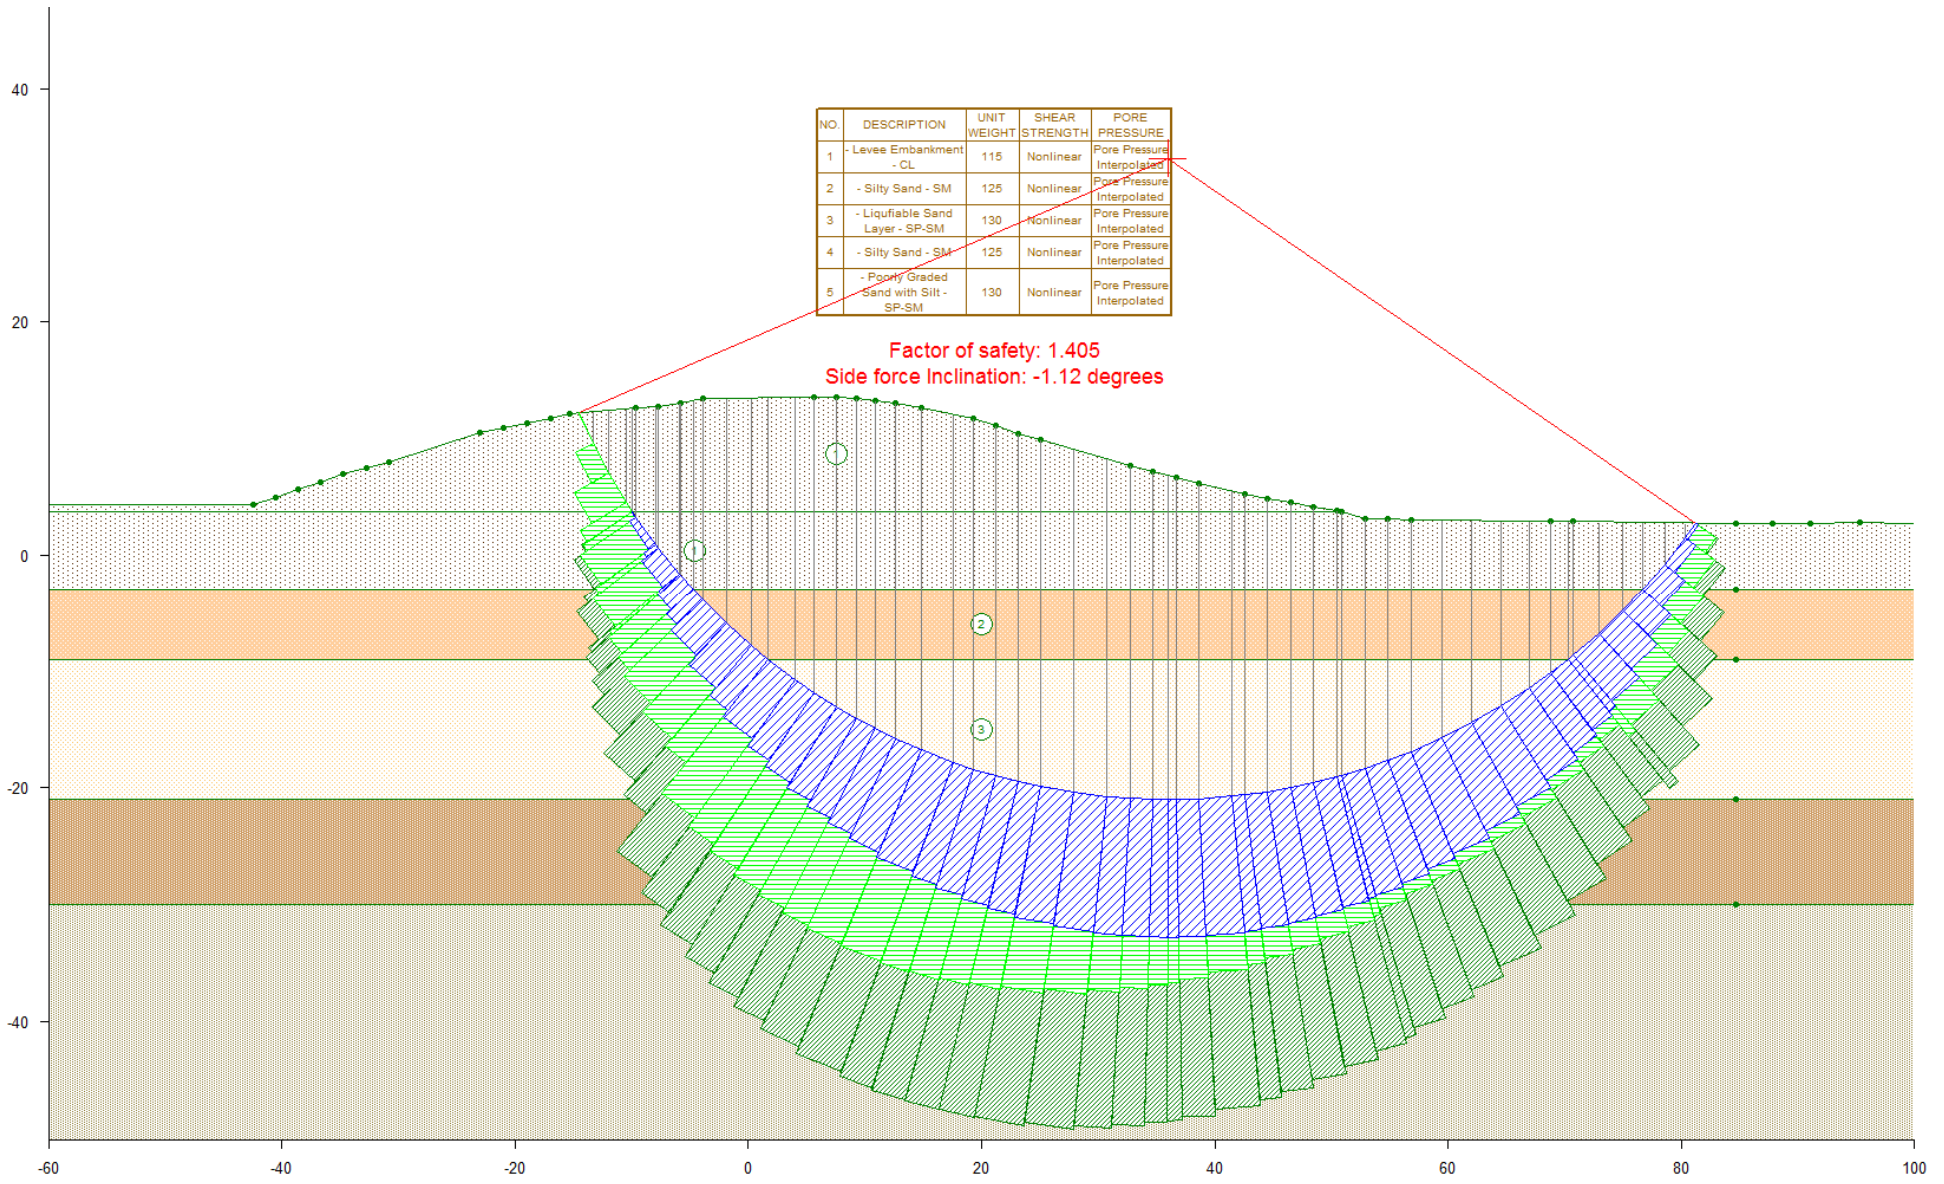 40
NO. DESCRIPTION UNIT WEIGHT SHEAR STRENGTH PORE PRESSURE
1 - Levee Embankment - CL 115 Nonlinear Pore Pressure Interpolated
2 - Silty Sand - SM 125 Nonlinear Pore Pressure Interpolated
3 - Liqufiable Sand Layer - SP-SM 130 Nonlinear Pore Pressure Interpolated
4 - Silty Sand - SM 125 Nonlinear Pore Pressure Interpolated
5 - Poorly Graded Sand with Silt - SP-SM 130 Nonlinear Pore Pressure Interpolated
20
Factor of safety: 1.405
Side force Inclination: -1.12 degrees
1
0
1
2
3
-20
-40
-60 -40 -20 0 20 40 60 80 100